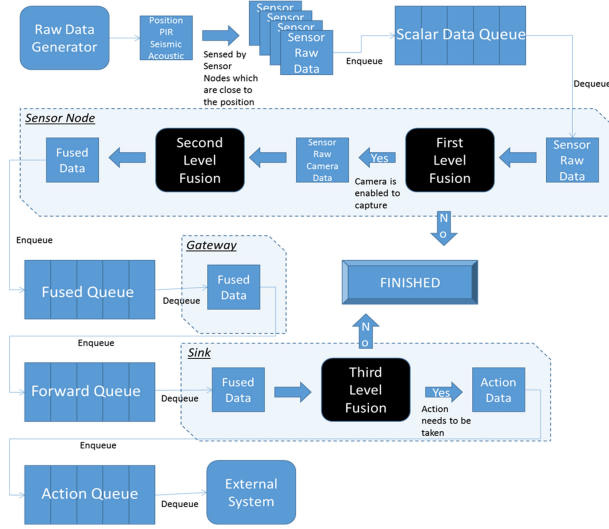 Raw Data
Generator
Position
PIR
Seismic
Acoustic
Sensed by
Sensor
Nodes which
are close to
the position
Sensor
Sensor
Sensor
Sensor
Raw
Data
Enqueue
Scalar Data Queue
Dequeue
Sensor Node
Fused
Data
Second
Level
Fusion
Sensor
Raw
Camera
Data
Yes
Camera is
enabled to
capture
First
Level
Fusion
Sensor
Raw
Data
No
Enqueue
Fused Queue
Dequeue
Gateway
Fused
Data
FINISHED
Enqueue
No
Forward Queue
Dequeue
Sink
Fused
Data
Third
Level
Fusion
Yes
Action
needs to be
taken
Action
Data
Enqueue
Action Queue
Dequeue
External
System